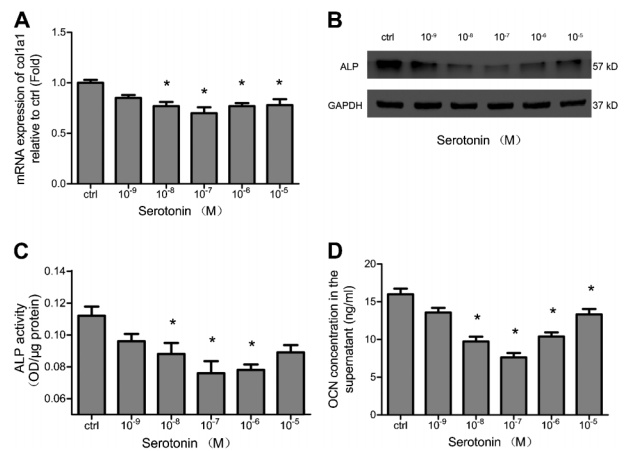 A
mRNA expression of col1a1
relative to ctrl (Fold)
1.5
1.0
0.5
0.0
* * * *
ctrl 10⁻⁹ 10⁻⁸ 10⁻⁷ 10⁻⁶ 10⁻⁵
Serotonin (M)
B
ctrl 10⁻⁹ 10⁻⁸ 10⁻⁷ 10⁻⁶ 10⁻⁵
ALP 57 kD
GAPDH 37 kD
Serotonin (M)
C
ALP activity
(OD/μg protein)
0.14
0.12
0.10
0.08
0.06
* * *
ctrl 10⁻⁹ 10⁻⁸ 10⁻⁷ 10⁻⁶ 10⁻⁵
Serotonin (M)
D
OCN concentration in the
supernatant (ng/ml)
20
15
10
5
0
* * * *
ctrl 10⁻⁹ 10⁻⁸ 10⁻⁷ 10⁻⁶ 10⁻⁵
Serotonin (M)